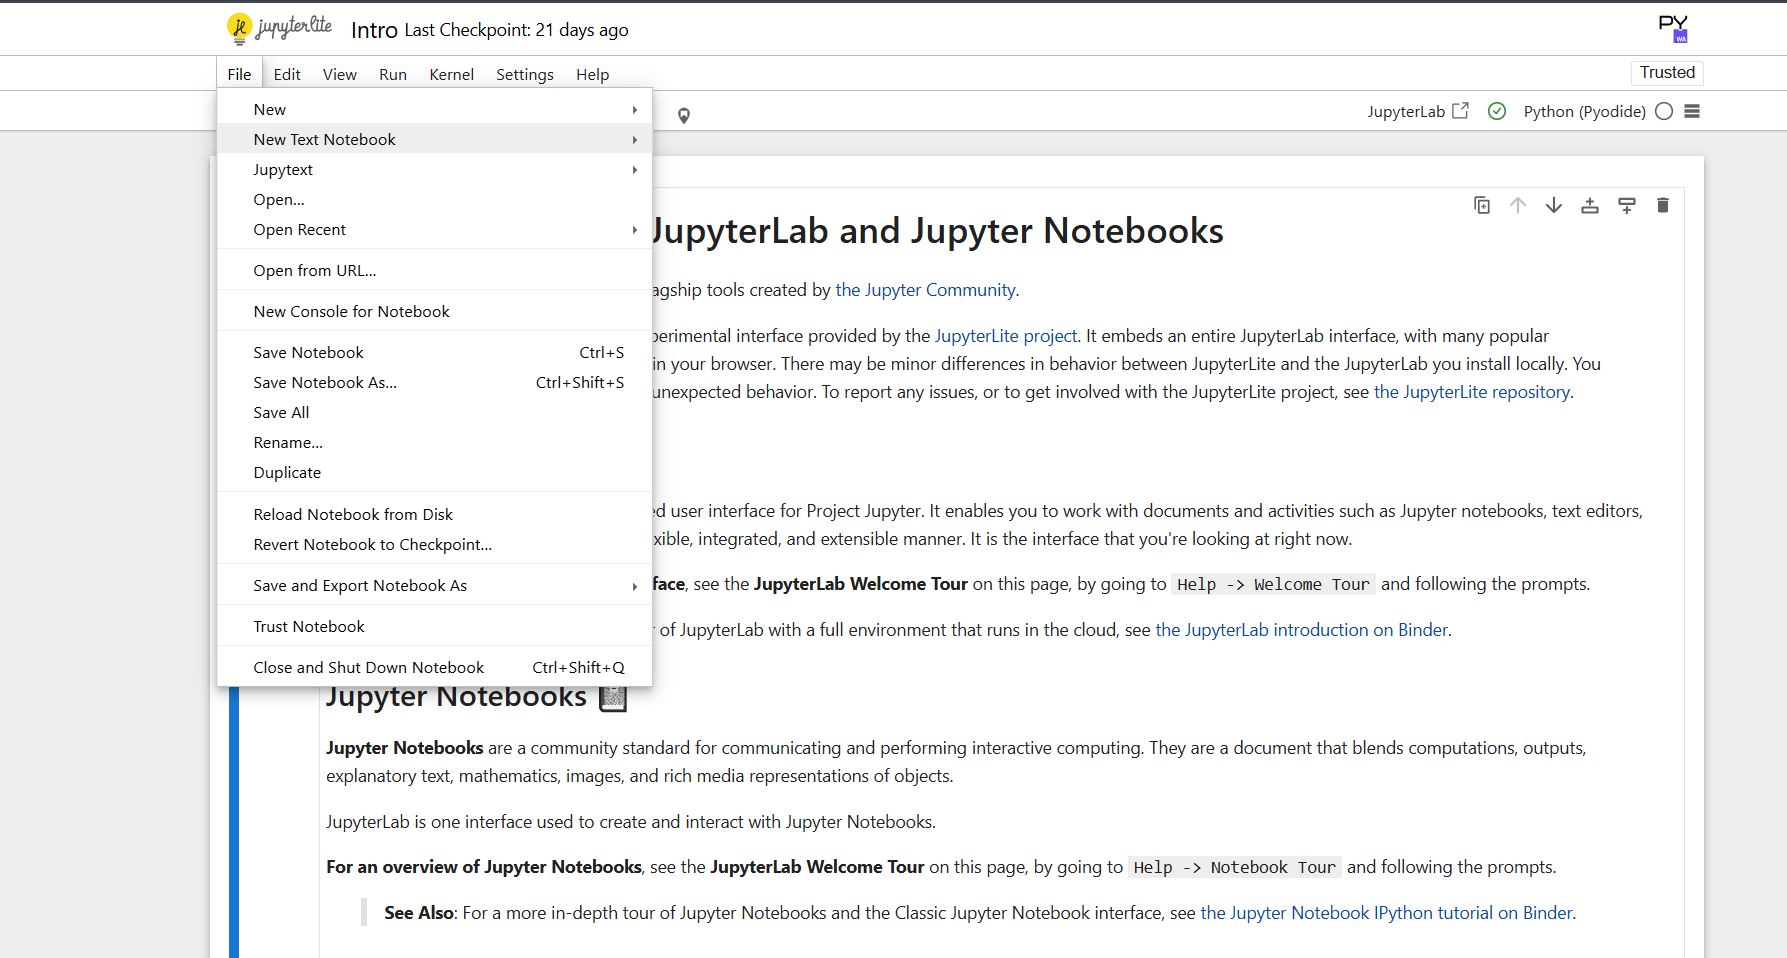 jupyterlite Intro Last Checkpoint: 21 days ago
PY
WA
File Edit View Run Kernel Settings Help
Trusted
JupyterLab Python (Pyodide)
New
New Text Notebook
Jupytext
Open...
Open Recent
Open from URL...
New Console for Notebook
Save Notebook Ctrl+S
Save Notebook As... Ctrl+Shift+S
Save All
Rename...
Duplicate
Reload Notebook from Disk
Revert Notebook to Checkpoint...
Save and Export Notebook As
Trust Notebook
Close and Shut Down Notebook Ctrl+Shift+Q
JupyterLab and Jupyter Notebooks
agship tools created by the Jupyter Community.
perimental interface provided by the JupyterLite project. It embeds an entire JupyterLab interface, with many popular
in your browser. There may be minor differences in behavior between JupyterLite and the JupyterLab you install locally. You
unexpected behavior. To report any issues, or to get involved with the JupyterLite project, see the JupyterLite repository.
ed user interface for Project Jupyter. It enables you to work with documents and activities such as Jupyter notebooks, text editors,
xible, integrated, and extensible manner. It is the interface that you're looking at right now.
face, see the JupyterLab Welcome Tour on this page, by going to Help -> Welcome Tour and following the prompts.
of JupyterLab with a full environment that runs in the cloud, see the JupyterLab introduction on Binder.
Jupyter Notebooks
Jupyter Notebooks are a community standard for communicating and performing interactive computing. They are a document that blends computations, outputs,
explanatory text, mathematics, images, and rich media representations of objects.
JupyterLab is one interface used to create and interact with Jupyter Notebooks.
For an overview of Jupyter Notebooks, see the JupyterLab Welcome Tour on this page, by going to Help -> Notebook Tour and following the prompts.
See Also: For a more in-depth tour of Jupyter Notebooks and the Classic Jupyter Notebook interface, see the Jupyter Notebook IPython tutorial on Binder.